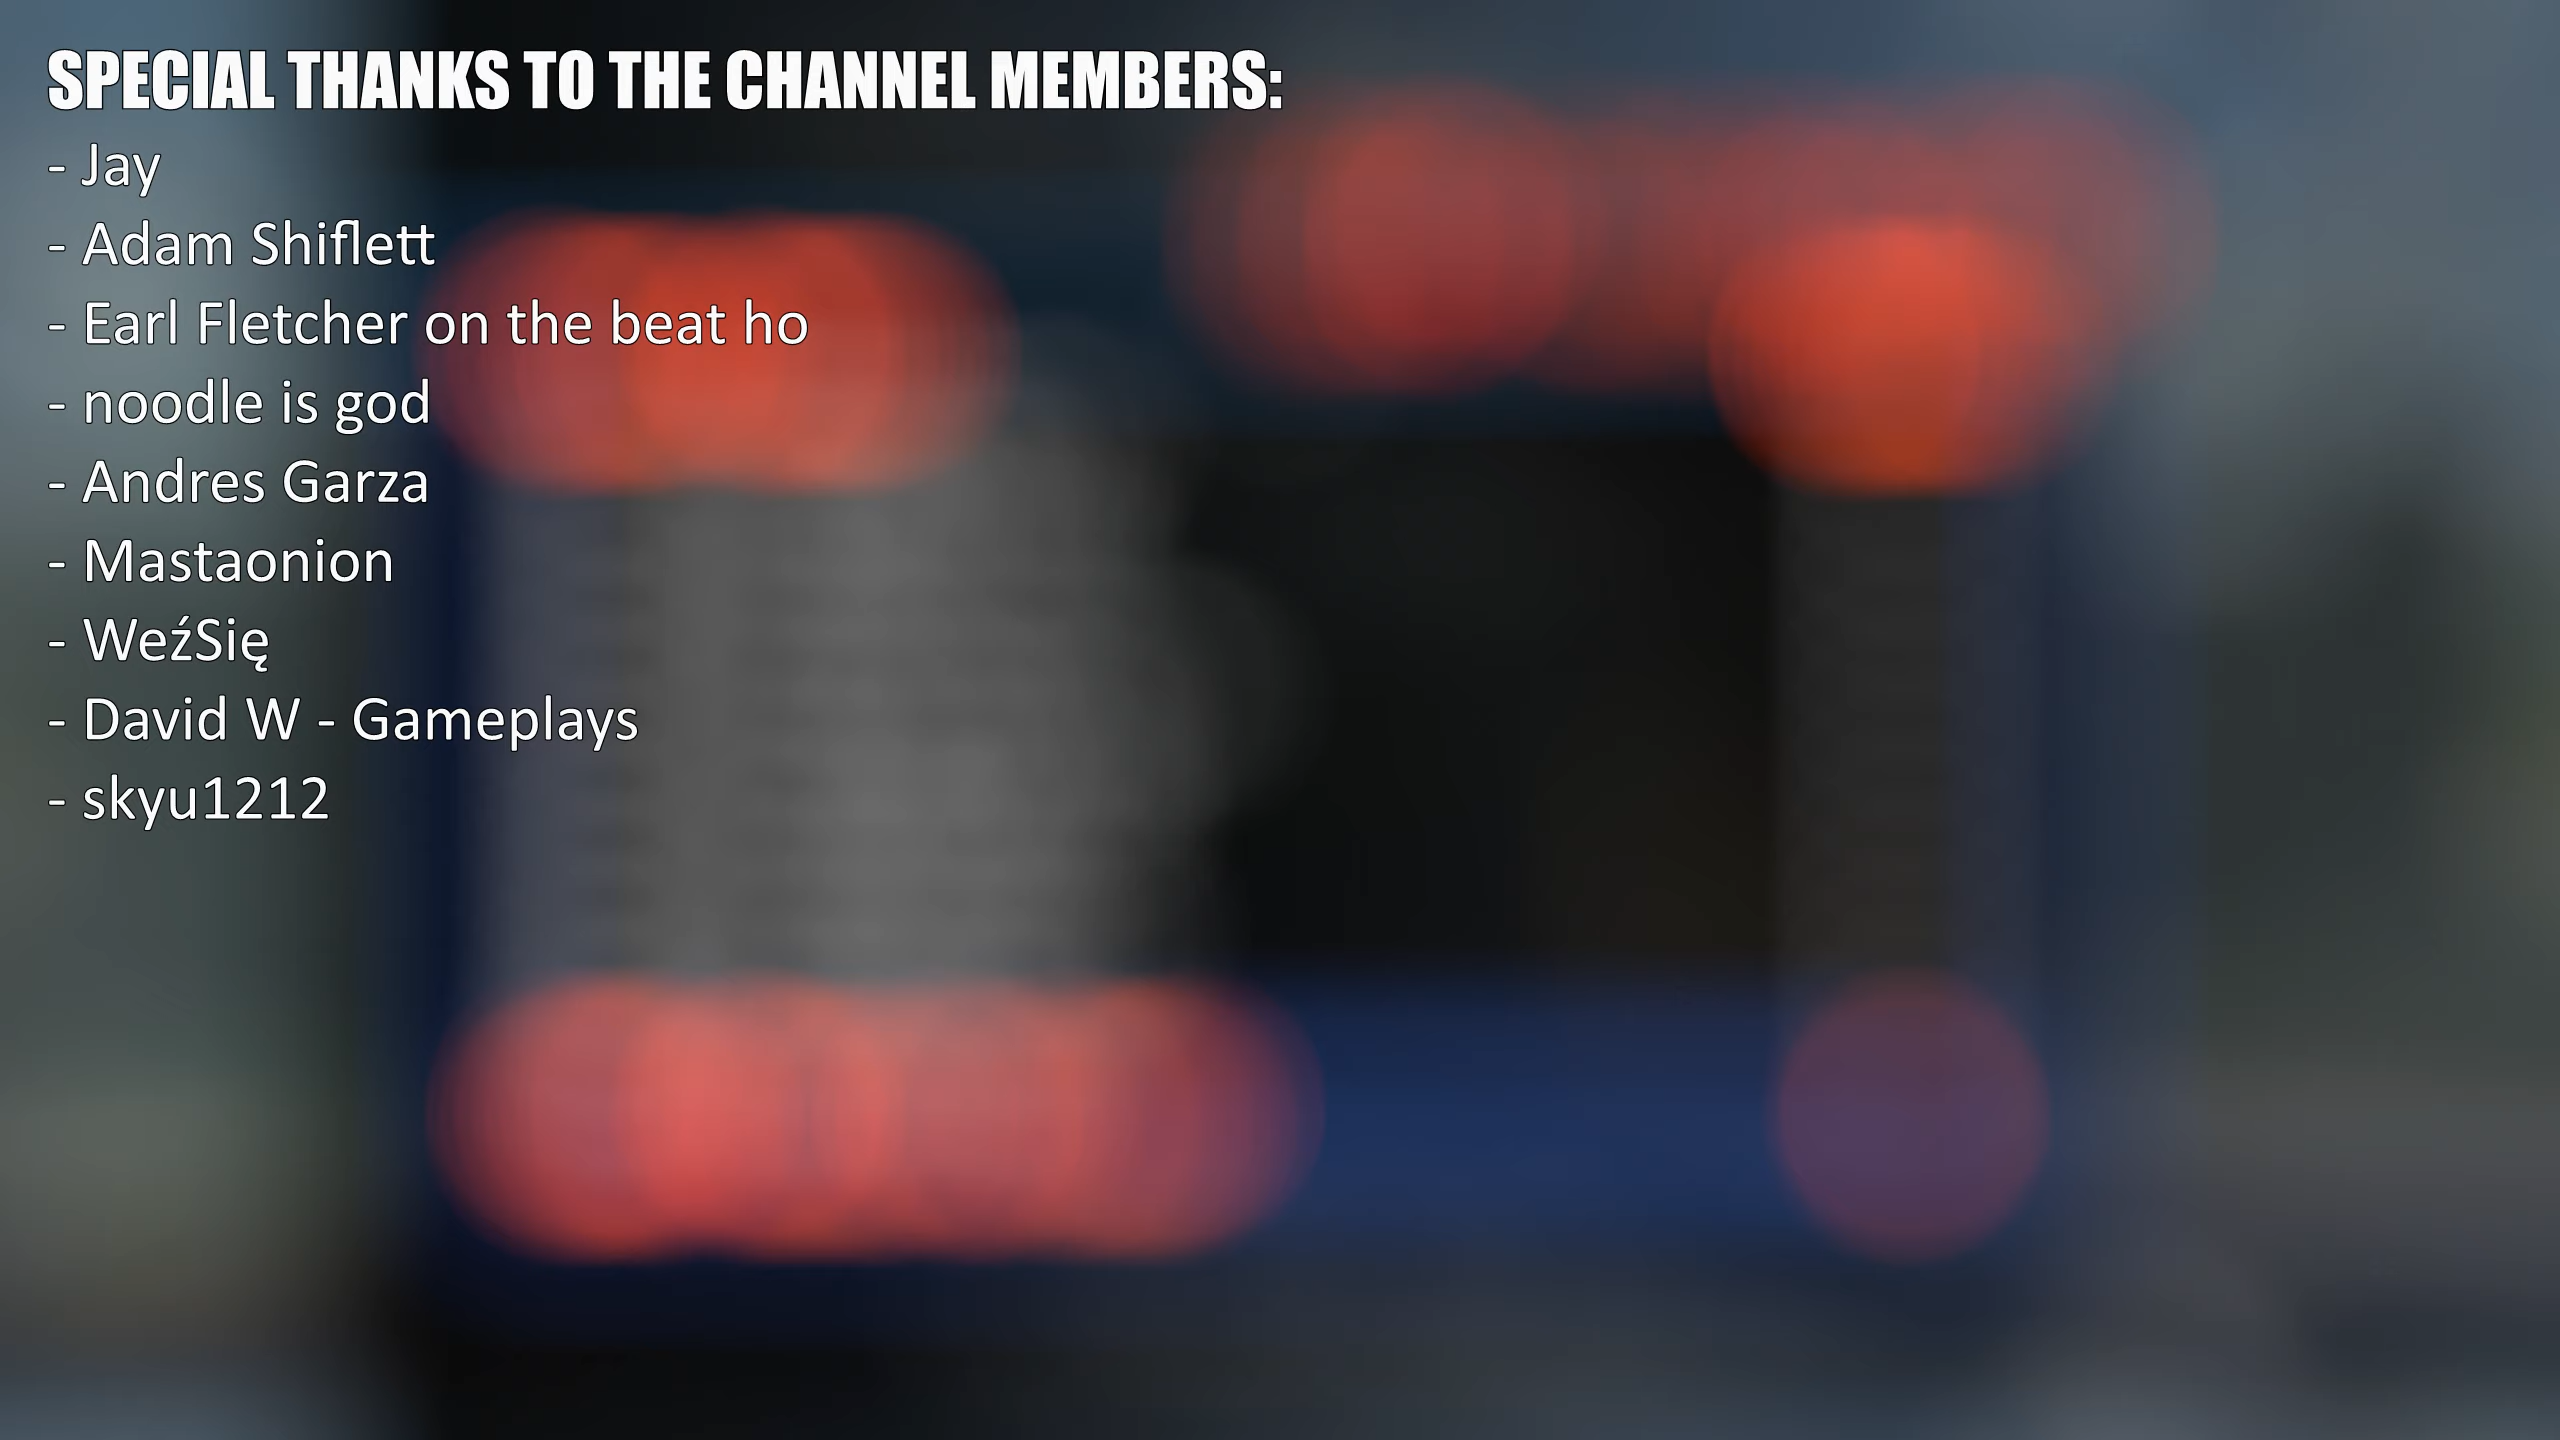 SPECIAL THANKS TO THE CHANNEL MEMBERS:
- Jay
- Adam Shiflett
- Earl Fletcher on the beat ho
- noodle is god
- Andres Garza
- Mastaonion
- WeźSię
- David W - Gameplays
- skyu1212